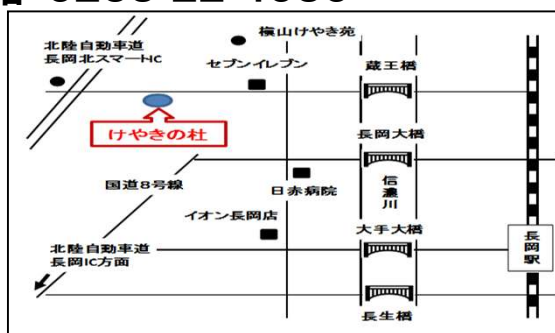 槇山けやき苑
北陸自動車道
長岡北スマートIC
セブンイレブン
蔵王橋
けやきの杜
長岡大橋
国道8号線
日赤病院
信濃川
イオン長岡店
大手大橋
北陸自動車道
長岡IC方面
長岡駅
長生橋